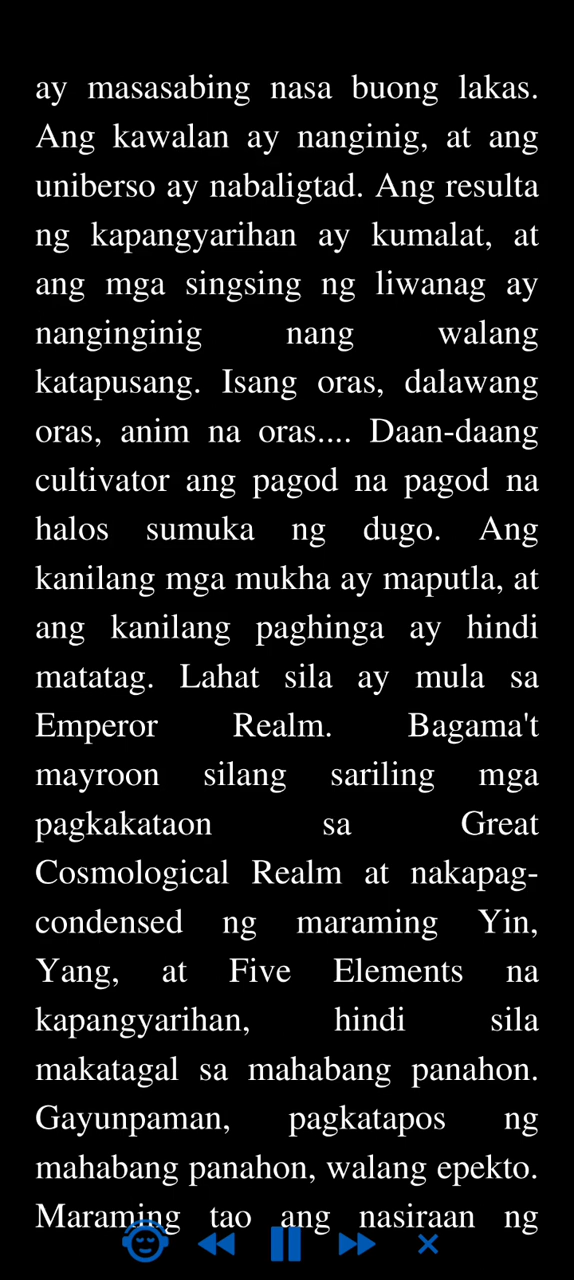 ay masasabing nasa buong lakas.
Ang kawalan ay nanginig, at ang
uniberso ay nabaligtad. Ang resulta
ng kapangyarihan ay kumalat, at
ang mga singsing ng liwanag ay
nanginginig nang walang
katapusang. Isang oras, dalawang
oras, anim na oras.... Daan-daang
cultivator ang pagod na pagod na
halos sumuka ng dugo. Ang
kanilang mga mukha ay maputla, at
ang kanilang paghinga ay hindi
matatag. Lahat sila ay mula sa
Emperor Realm. Bagama't
mayroon silang sariling mga
pagkakataon sa Great
Cosmological Realm at nakapag-
condensed ng maraming Yin,
Yang, at Five Elements na
kapangyarihan, hindi sila
makatagal sa mahabang panahon.
Gayunpaman, pagkatapos ng
mahabang panahon, walang epekto.
Maraming tao ang nasiraan ng